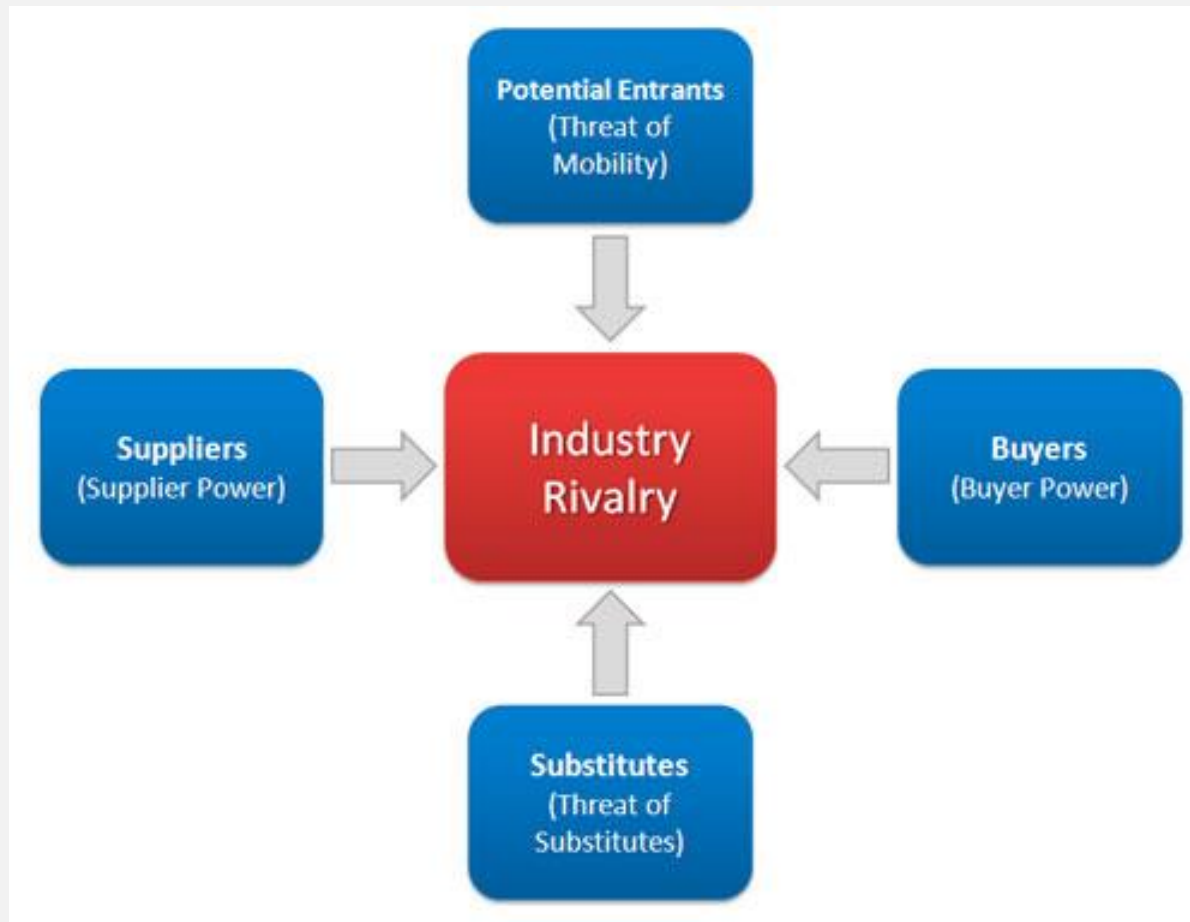 Potential Entrants
(Threat of
Mobility)
Suppliers
(Supplier Power)
Industry
Rivalry
Buyers
(Buyer Power)
Substitutes
(Threat of
Substitutes)